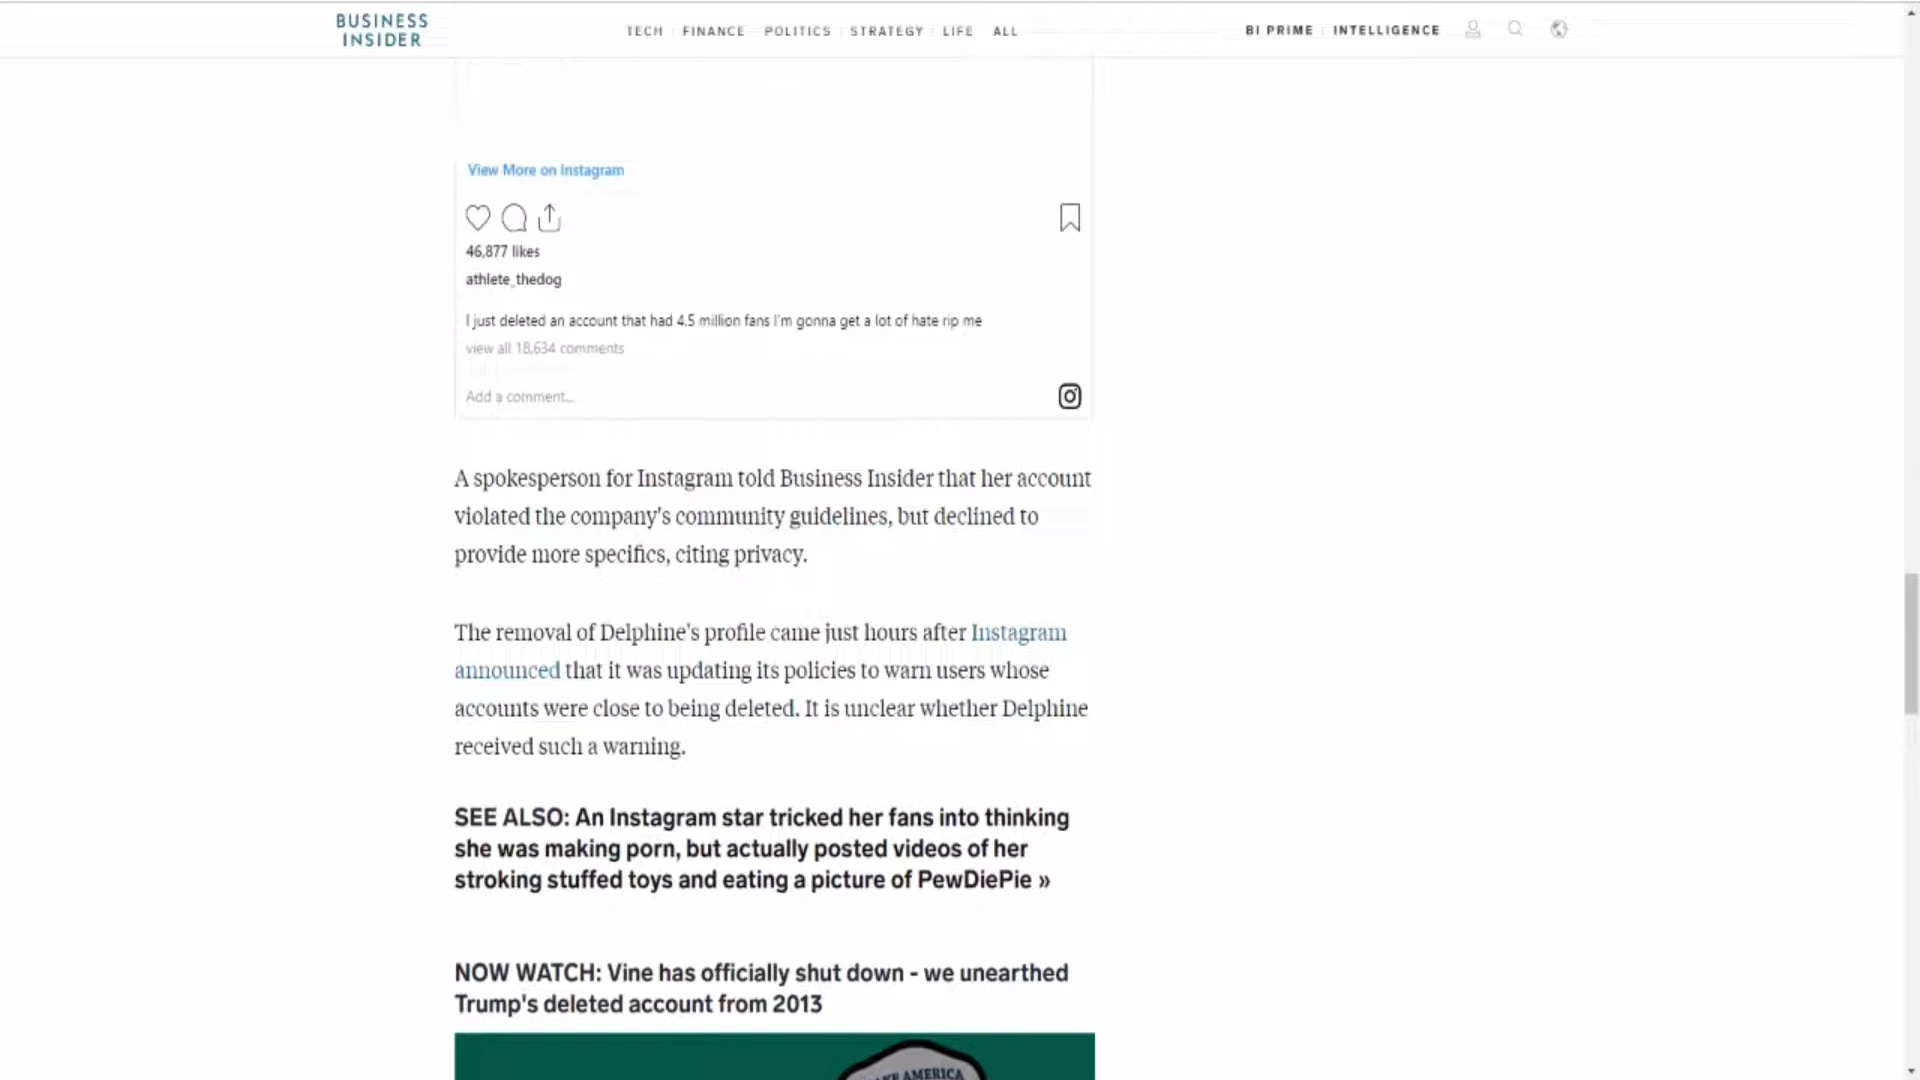 BUSINESS
INSIDER
TECH FINANCE POLITICS STRATEGY LIFE ALL
BI PRIME INTELLIGENCE
View More on Instagram
46,877 likes
athlete_thedog
I just deleted an account that had 4.5 million fans I'm gonna get a lot of hate rip me
view all 18,634 comments
Add a comment...
A spokesperson for Instagram told Business Insider that her account
violated the company's community guidelines, but declined to
provide more specifics, citing privacy.
The removal of Delphine's profile came just hours after Instagram
announced that it was updating its policies to warn users whose
accounts were close to being deleted. It is unclear whether Delphine
received such a warning.
SEE ALSO: An Instagram star tricked her fans into thinking
she was making porn, but actually posted videos of her
stroking stuffed toys and eating a picture of PewDiePie »
NOW WATCH: Vine has officially shut down - we unearthed
Trump's deleted account from 2013
AMERICA